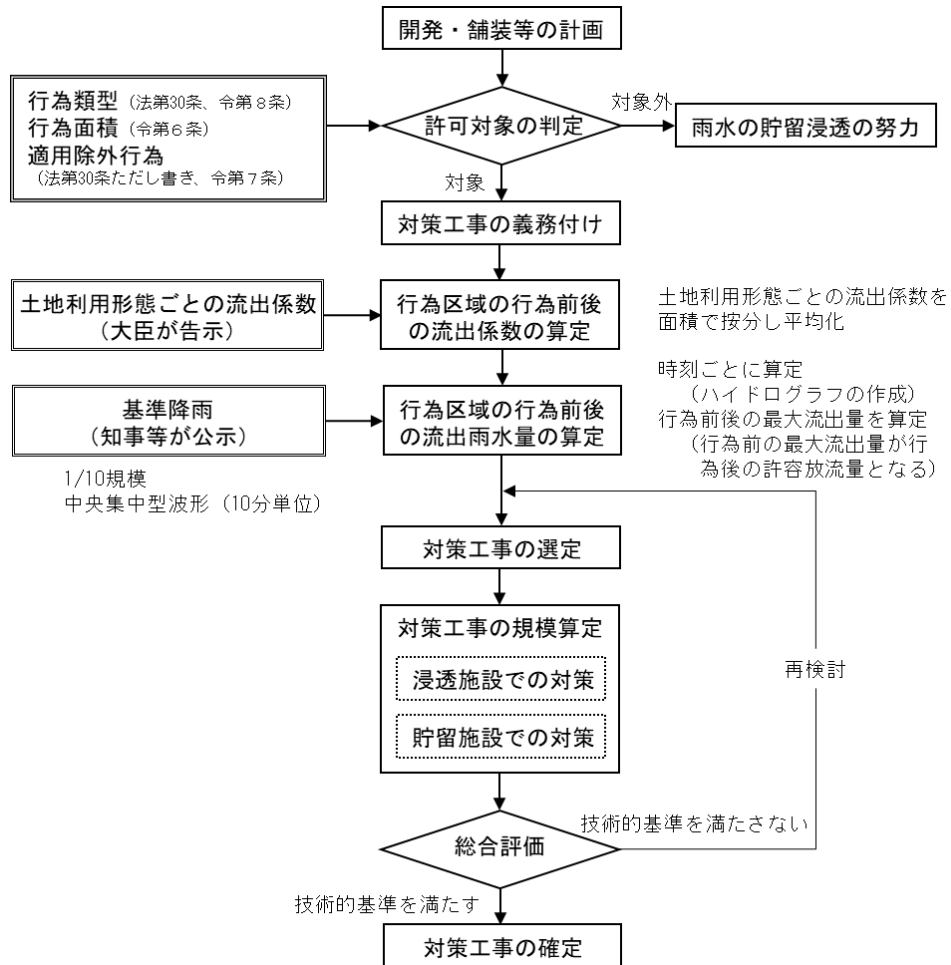 開発・舗装等の計画
行為類型（法第30条、令第８条）
行為面積（令第６条）
適用除外行為
（法第30条ただし書き、令第７条）
許可対象の判定
対象外
雨水の貯留浸透の努力
対象
対策工事の義務付け
土地利用形態ごとの流出係数
（大臣が告示）
行為区域の行為前後
の流出係数の算定
土地利用形態ごとの流出係数を
面積で按分し平均化
基準降雨
（知事等が公示）
行為区域の行為前後
の流出雨水量の算定
時刻ごとに算定
（ハイドログラフの作成）
行為前後の最大流出量を算定
（行為前の最大流出量が行
為後の許容放流量となる）
1/10規模
中央集中型波形（10分単位）
対策工事の選定
対策工事の規模算定
浸透施設での対策
貯留施設での対策
再検討
総合評価
技術的基準を満たさない
技術的基準を満たす
対策工事の確定